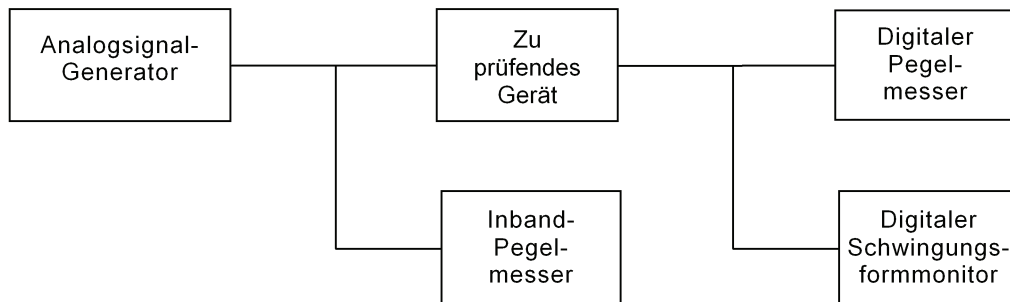 Analogsignal-
Generator
Zu
prüfendes
Gerät
Digitaler
Pegel-
messer
Inband-
Pegel-
messer
Digitaler
Schwingungs-
formmonitor